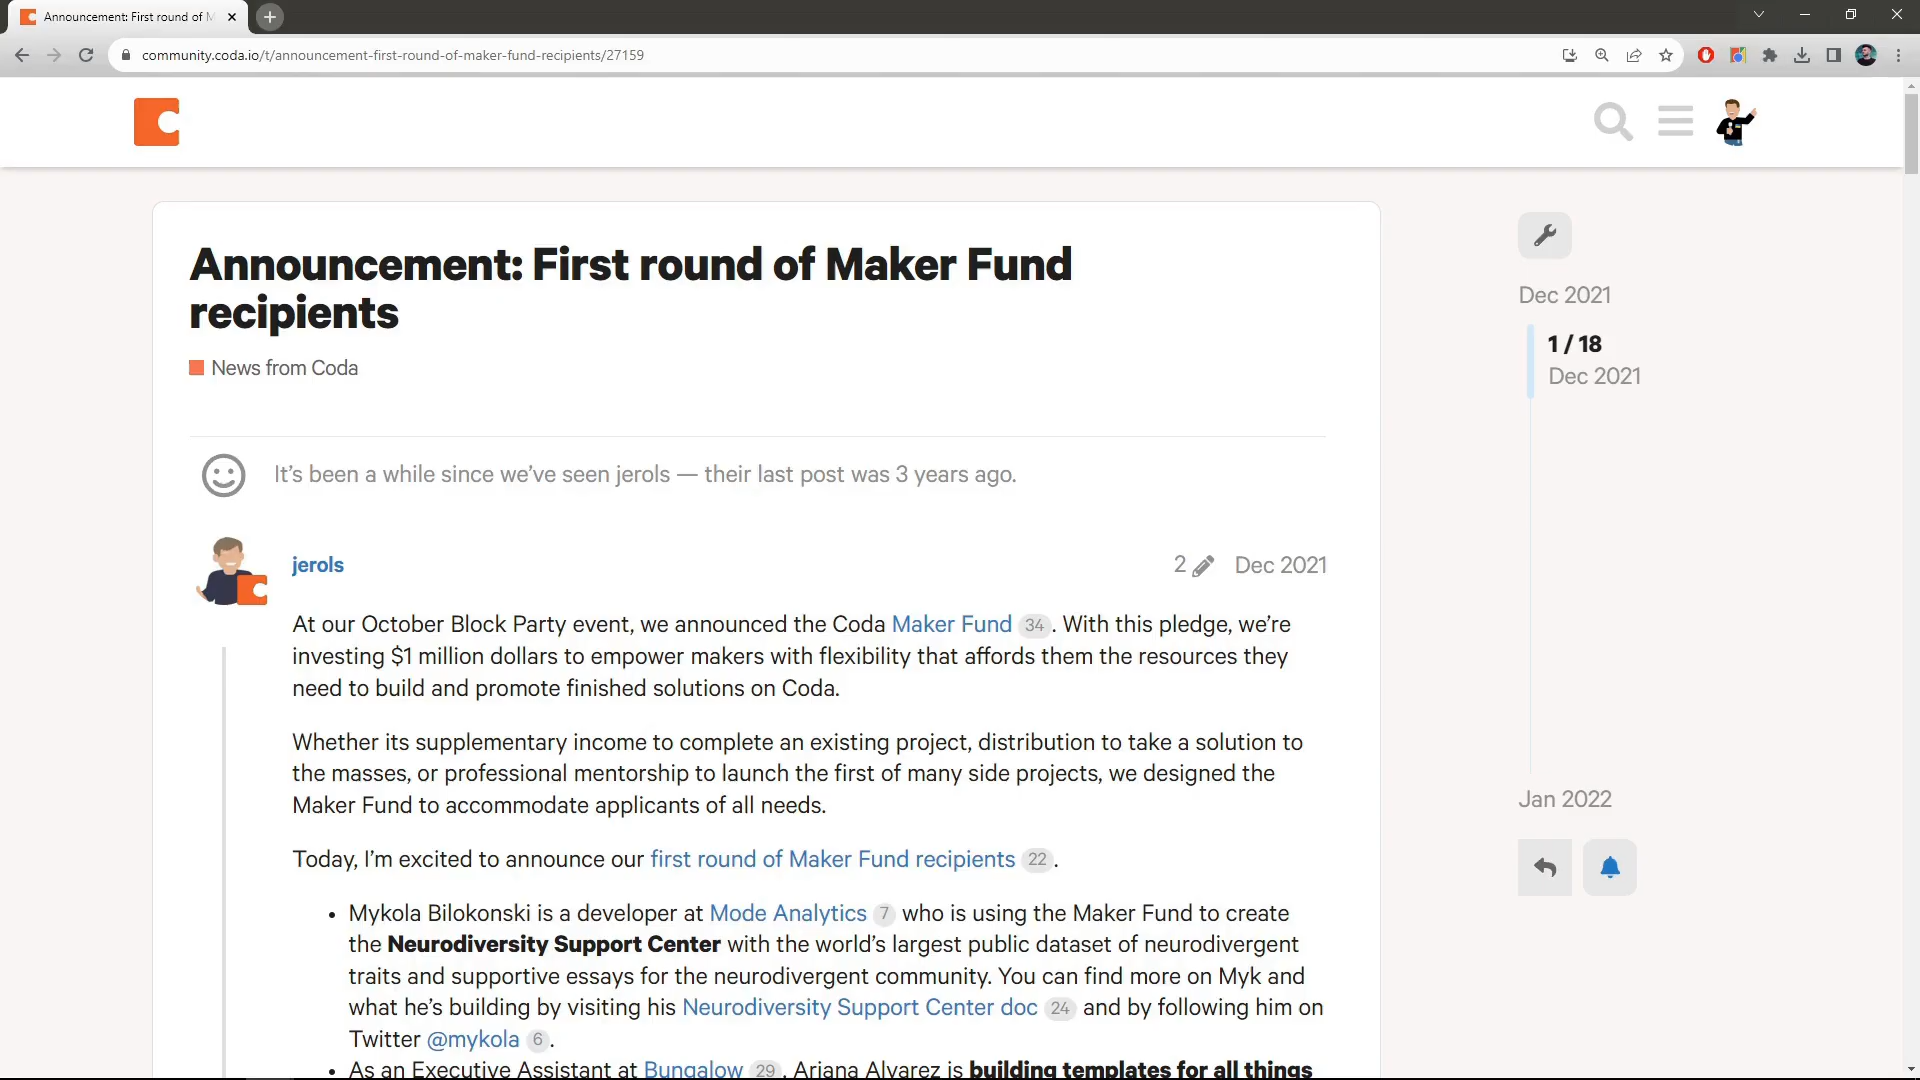 Announcement: First round of M
community.coda.io/t/announcement-first-round-of-maker-fund-recipients/27159
Announcement: First round of Maker Fund
recipients
News from Coda
It's been a while since we've seen jerols — their last post was 3 years ago.
jerols
2
Dec 2021
At our October Block Party event, we announced the Coda Maker Fund 34. With this pledge, we're
investing $1 million dollars to empower makers with flexibility that affords them the resources they
need to build and promote finished solutions on Coda.
Whether its supplementary income to complete an existing project, distribution to take a solution to
the masses, or professional mentorship to launch the first of many side projects, we designed the
Maker Fund to accommodate applicants of all needs.
Today, I'm excited to announce our first round of Maker Fund recipients 22.
• Mykola Bilokonski is a developer at Mode Analytics 7 who is using the Maker Fund to create
the Neurodiversity Support Center with the world's largest public dataset of neurodivergent
traits and supportive essays for the neurodivergent community. You can find more on Myk and
what he's building by visiting his Neurodiversity Support Center doc 24 and by following him on
Twitter @mykola 6.
• As an Executive Assistant at Bungalow 29, Ariana Alvarez is building templates for all things
Dec 2021
1 / 18
Dec 2021
Jan 2022